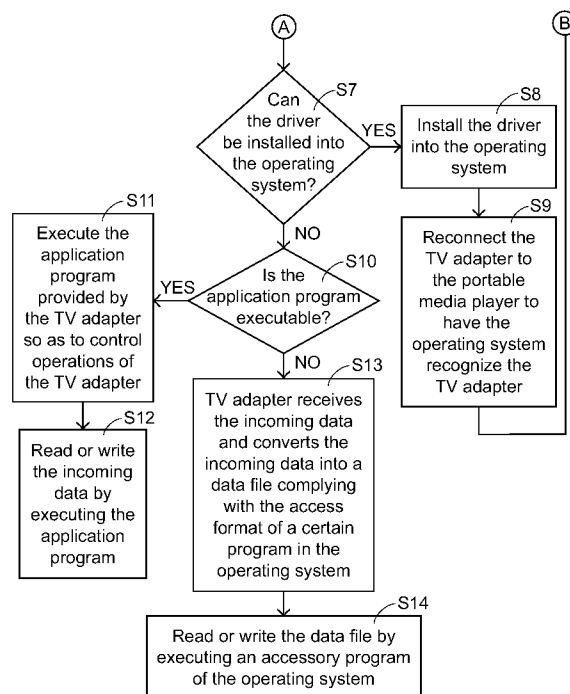 A
B
S7
Can
the driver
be installed into
the operating
system?
YES
S8
Install the driver
into the operating
system
S9
Reconnect the
TV adapter to
the portable
media player to
have the
operating system
recognize the
TV adapter
NO
S10
Is the
application program
executable?
YES
S11
Execute the
application
program
provided by
the TV adapter
so as to control
operations of
the TV adapter
S12
Read or write
the incoming
data by
executing the
application
program
NO
S13
TV adapter receives
the incoming data
and converts the
incoming data into a
data file complying
with the access
format of a certain
program in the
operating system
S14
Read or write the data file by
executing an accessory program
of the operating system